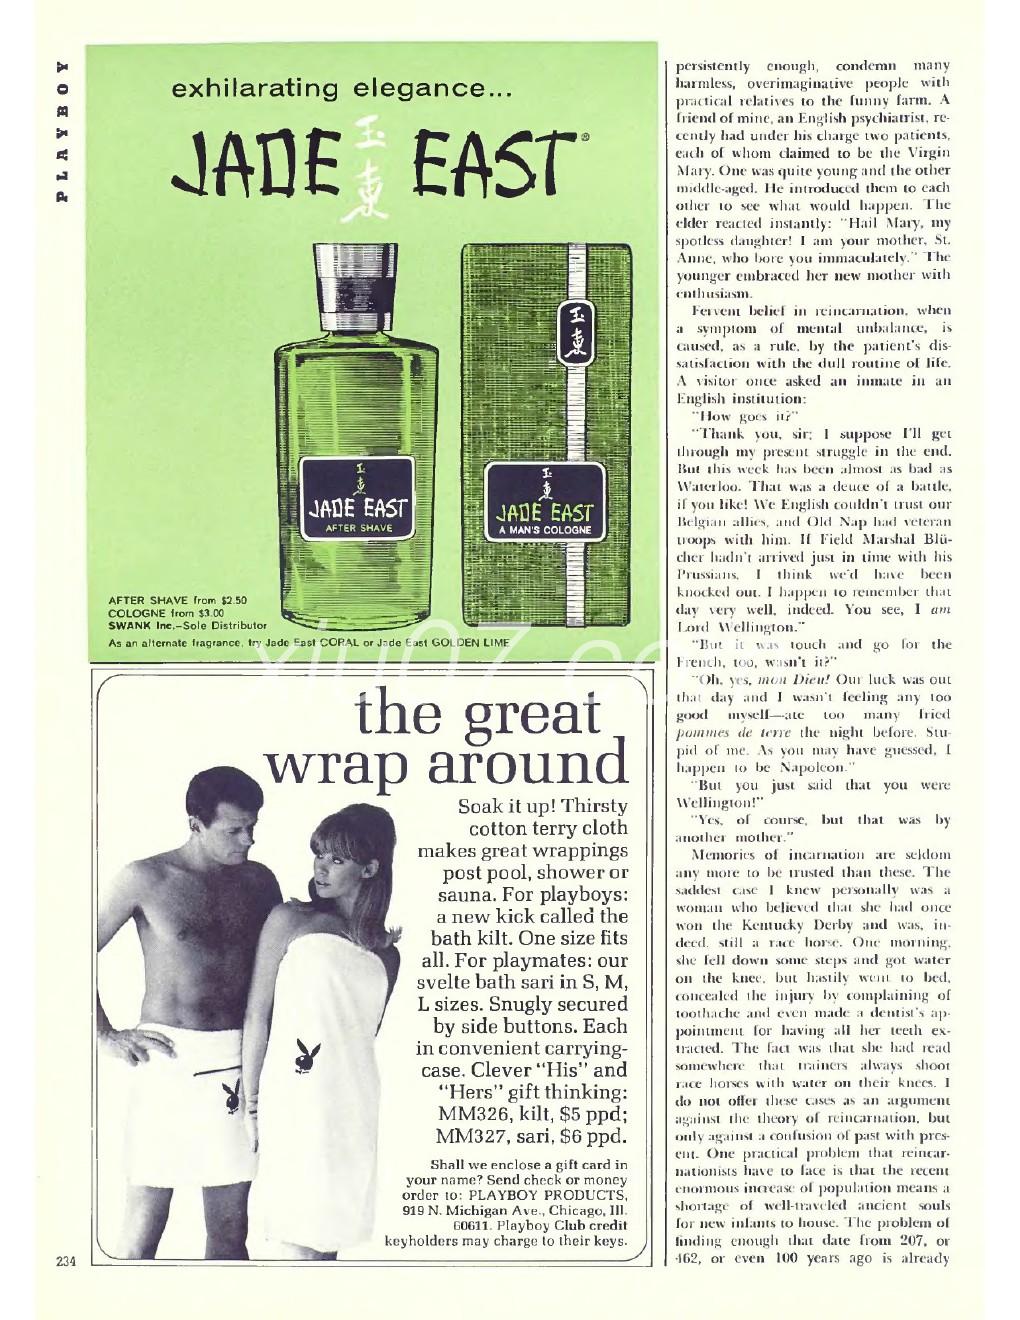 PLAYBOY
exhilarating elegance...
JADE 玉東 EAST®
玉東
玉東
JADE EAST
AFTER SHAVE
玉東
JADE EAST
A MAN'S COLOGNE
AFTER SHAVE from $2.50
COLOGNE from $3.00
SWANK Inc.–Sole Distributor
As an alternate fragrance, try Jade East CORAL or Jade East GOLDEN LIME
the great
wrap around
Soak it up! Thirsty
cotton terry cloth
makes great wrappings
post pool, shower or
sauna. For playboys:
a new kick called the
bath kilt. One size fits
all. For playmates: our
svelte bath sari in S, M,
L sizes. Snugly secured
by side buttons. Each
in convenient carrying-
case. Clever "His" and
"Hers" gift thinking:
MM326, kilt, $5 ppd;
MM327, sari, $6 ppd.
Shall we enclose a gift card in
your name? Send check or money
order to: PLAYBOY PRODUCTS,
919 N. Michigan Ave., Chicago, Ill.
60611. Playboy Club credit
keyholders may charge to their keys.
234
persistently enough, condemn many
harmless, overimaginative people with
practical relatives to the funny farm. A
friend of mine, an English psychiatrist, re-
cently had under his charge two patients,
each of whom claimed to be the Virgin
Mary. One was quite young and the other
middle-aged. He introduced them to each
other to see what would happen. The
elder reacted instantly: "Hail Mary, my
spotless daughter! I am your mother, St.
Anne, who bore you immaculately." The
younger embraced her new mother with
enthusiasm.
Fervent belief in reincarnation, when
a symptom of mental unbalance, is
caused, as a rule, by the patient's dis-
satisfaction with the dull routine of life.
A visitor once asked an inmate in an
English institution:
"How goes it?"
"Thank you, sir; I suppose I'll get
through my present struggle in the end.
But this week has been almost as bad as
Waterloo. That was a deuce of a battle,
if you like! We English couldn't trust our
Belgian allies, and Old Nap had veteran
troops with him. If Field Marshal Blü-
cher hadn't arrived just in time with his
Prussians, I think we'd have been
knocked out. I happen to remember that
day very well, indeed. You see, I am
Lord Wellington."
"But it was touch and go for the
French, too, wasn't it?"
"Oh, yes, mon Dieu! Our luck was out
that day and I wasn't feeling any too
good myself—ate too many fried
pommes de terre the night before. Stu-
pid of me. As you may have guessed, I
happen to be Napoleon."
"But you just said that you were
Wellington!"
"Yes, of course, but that was by
another mother."
Memories of incarnation are seldom
any more to be trusted than these. The
saddest case I knew personally was a
woman who believed that she had once
won the Kentucky Derby and was, in-
deed, still a race horse. One morning,
she fell down some steps and got water
on the knee, but hastily went to bed,
concealed the injury by complaining of
toothache and even made a dentist's ap-
pointment for having all her teeth ex-
tracted. The fact was that she had read
somewhere that trainers always shoot
race horses with water on their knees. I
do not offer these cases as an argument
against the theory of reincarnation, but
only against a confusion of past with pres-
ent. One practical problem that reincar-
nationists have to face is that the recent
enormous increase of population means a
shortage of well-traveled ancient souls
for new infants to house. The problem of
finding enough that date from 207, or
462, or even 100 years ago is already